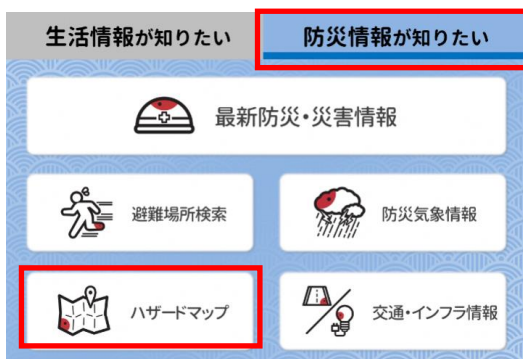 生活情報が知りたい
防災情報が知りたい
最新防災・災害情報
避難場所検索
防災気象情報
ハザードマップ
交通・インフラ情報